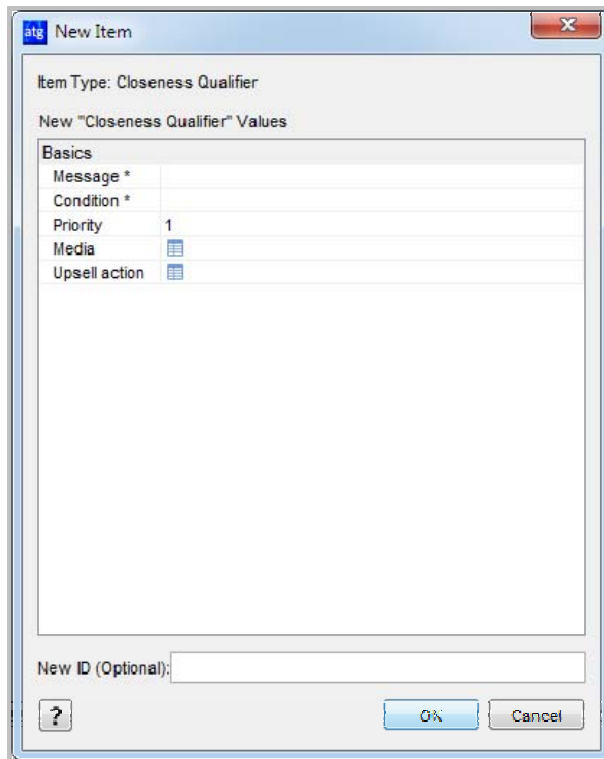 atg New Item
Item Type: Closeness Qualifier
New "Closeness Qualifier" Values
Basics
Message *
Condition *
Priority 1
Media
Upsell action
New ID (Optional):
? OK Cancel